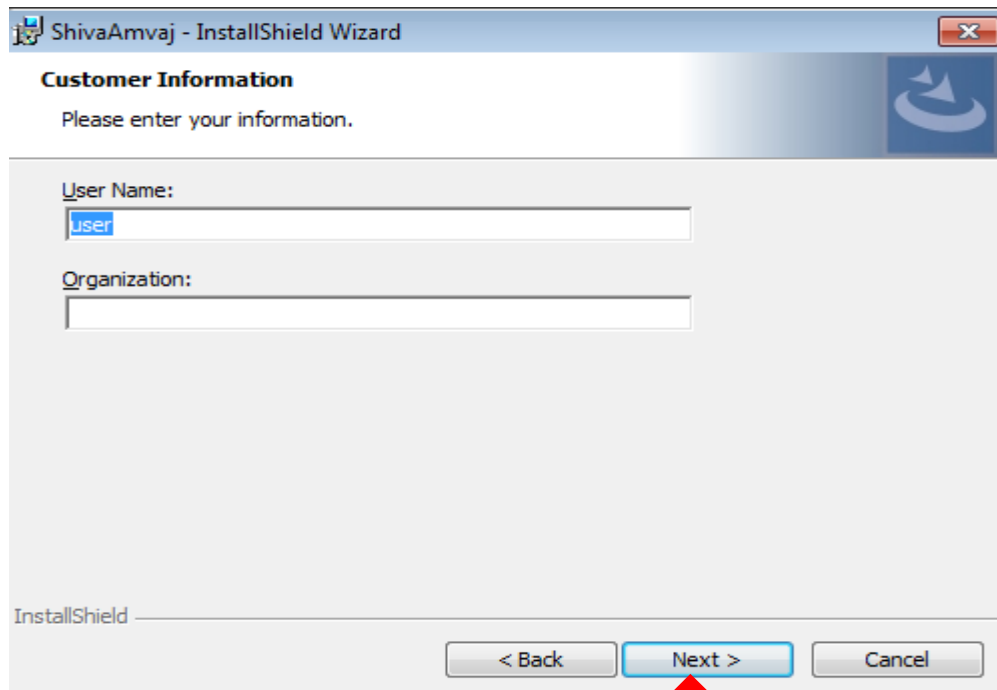 ShivaAmvaj - InstallShield Wizard
Customer Information
Please enter your information.
User Name:
user
Organization:
InstallShield
< Back Next > Cancel